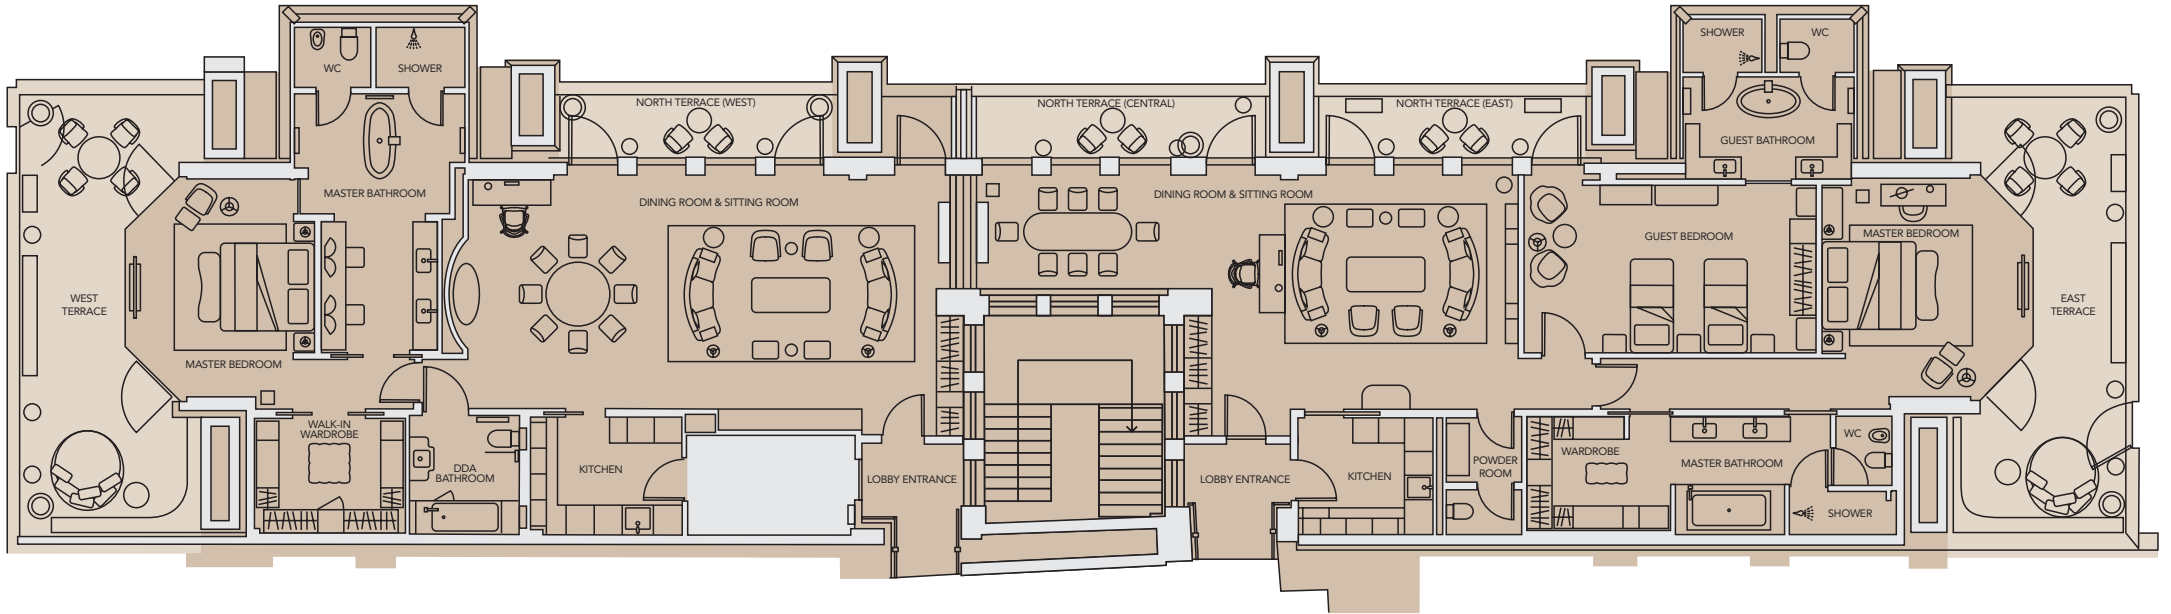 WC
SHOWER
NORTH TERRACE (WEST)
NORTH TERRACE (CENTRAL)
NORTH TERRACE (EAST)
SHOWER
WC
GUEST BATHROOM
MASTER BATHROOM
DINING ROOM & SITTING ROOM
DINING ROOM & SITTING ROOM
GUEST BEDROOM
MASTER BEDROOM
WEST
TERRACE
EAST
TERRACE
MASTER BEDROOM
WALK-IN
WARDROBE
DDA
BATHROOM
KITCHEN
LOBBY ENTRANCE
LOBBY ENTRANCE
KITCHEN
POWDER
ROOM
WARDROBE
MASTER BATHROOM
WC
SHOWER